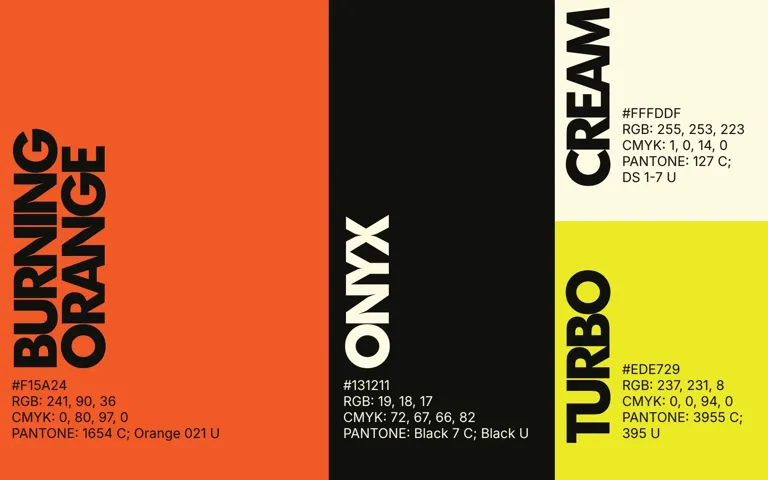 BURNING
ORANGE
#F15A24
RGB: 241, 90, 36
CMYK: 0, 80, 97, 0
PANTONE: 1654 C; Orange 021 U
ONYX
#131211
RGB: 19, 18, 17
CMYK: 72, 67, 66, 82
PANTONE: Black 7 C; Black U
CREAM
#FFFDDF
RGB: 255, 253, 223
CMYK: 1, 0, 14, 0
PANTONE: 127 C;
DS 1-7 U
TURBO
#EDE729
RGB: 237, 231, 8
CMYK: 0, 0, 94, 0
PANTONE: 3955 C;
395 U